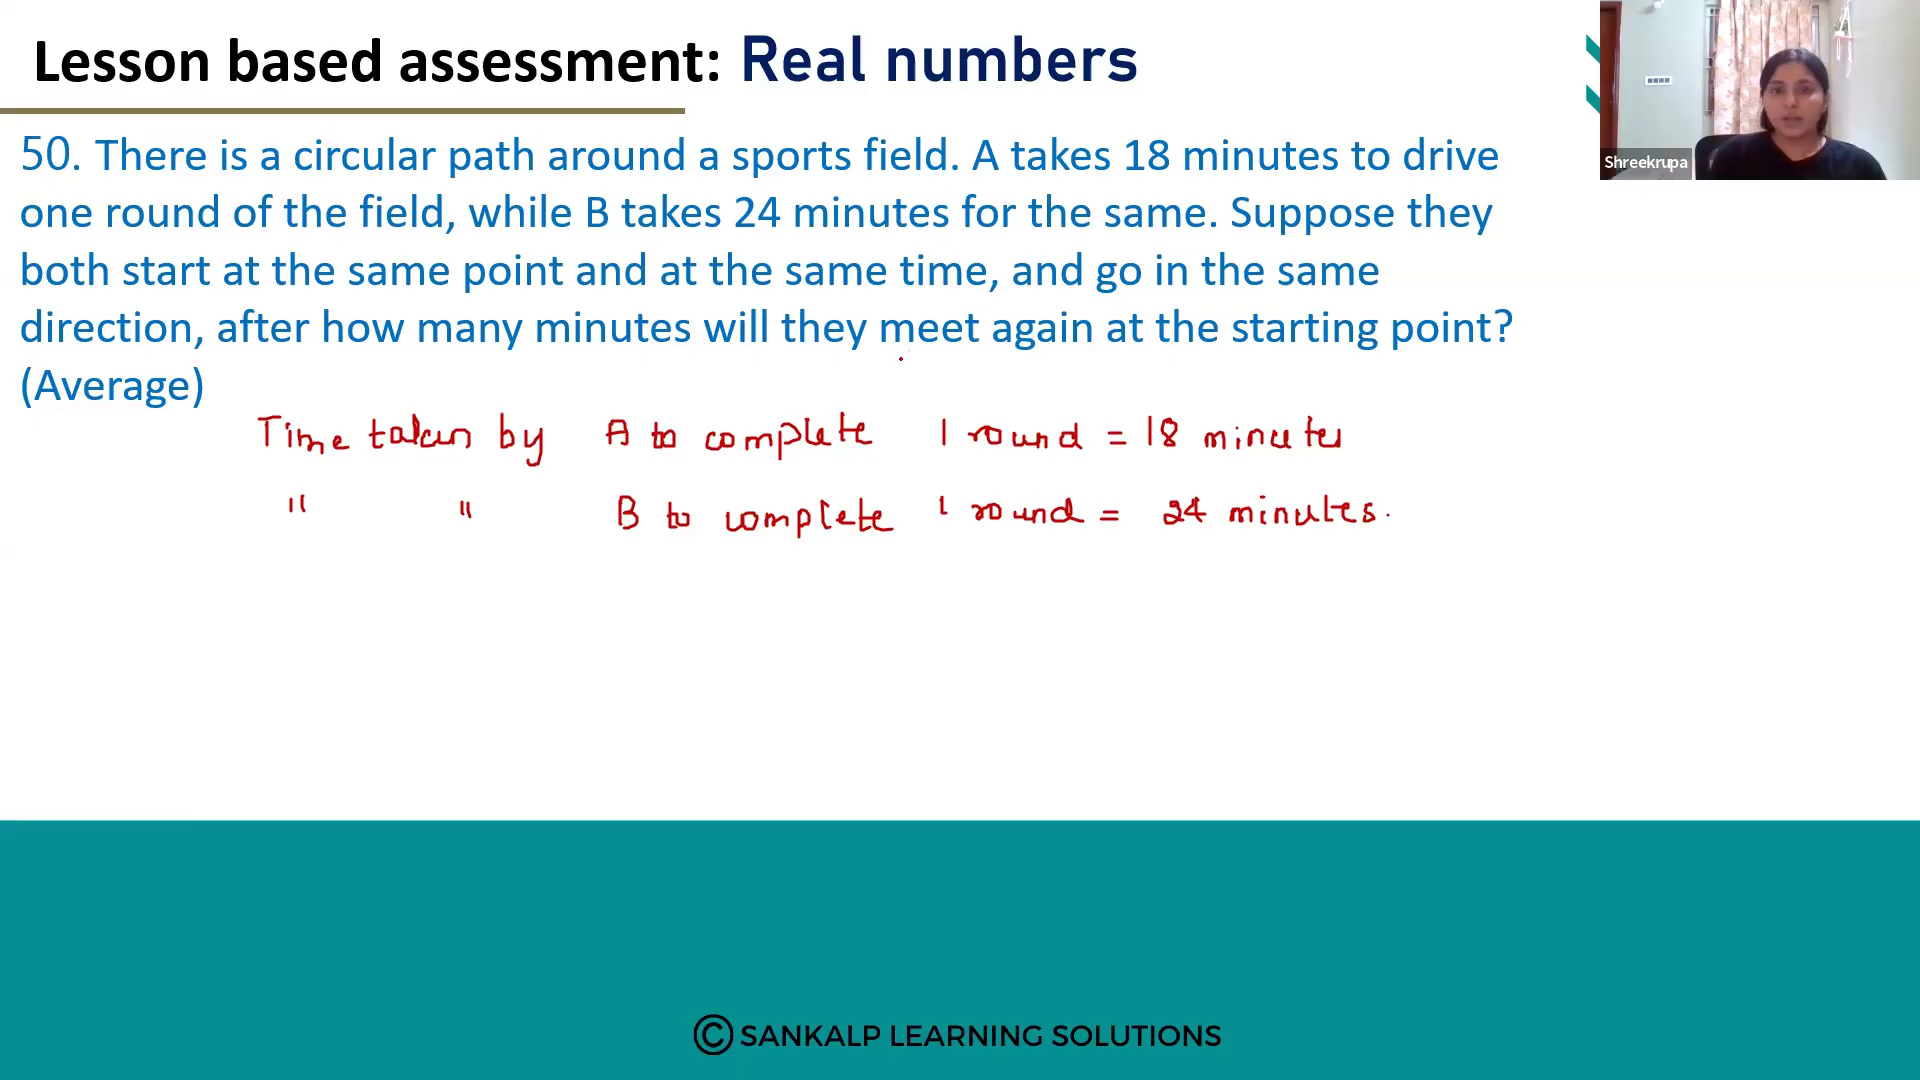 Lesson based assessment: Real numbers
Shreekrupa
50. There is a circular path around a sports field. A takes 18 minutes to drive
one round of the field, while B takes 24 minutes for the same. Suppose they
both start at the same point and at the same time, and go in the same
direction, after how many minutes will they meet again at the starting point?
(Average)
Time taken by A to complete 1 round = 18 minutes
" " B to complete 1 round = 24 minutes.
© SANKALP LEARNING SOLUTIONS